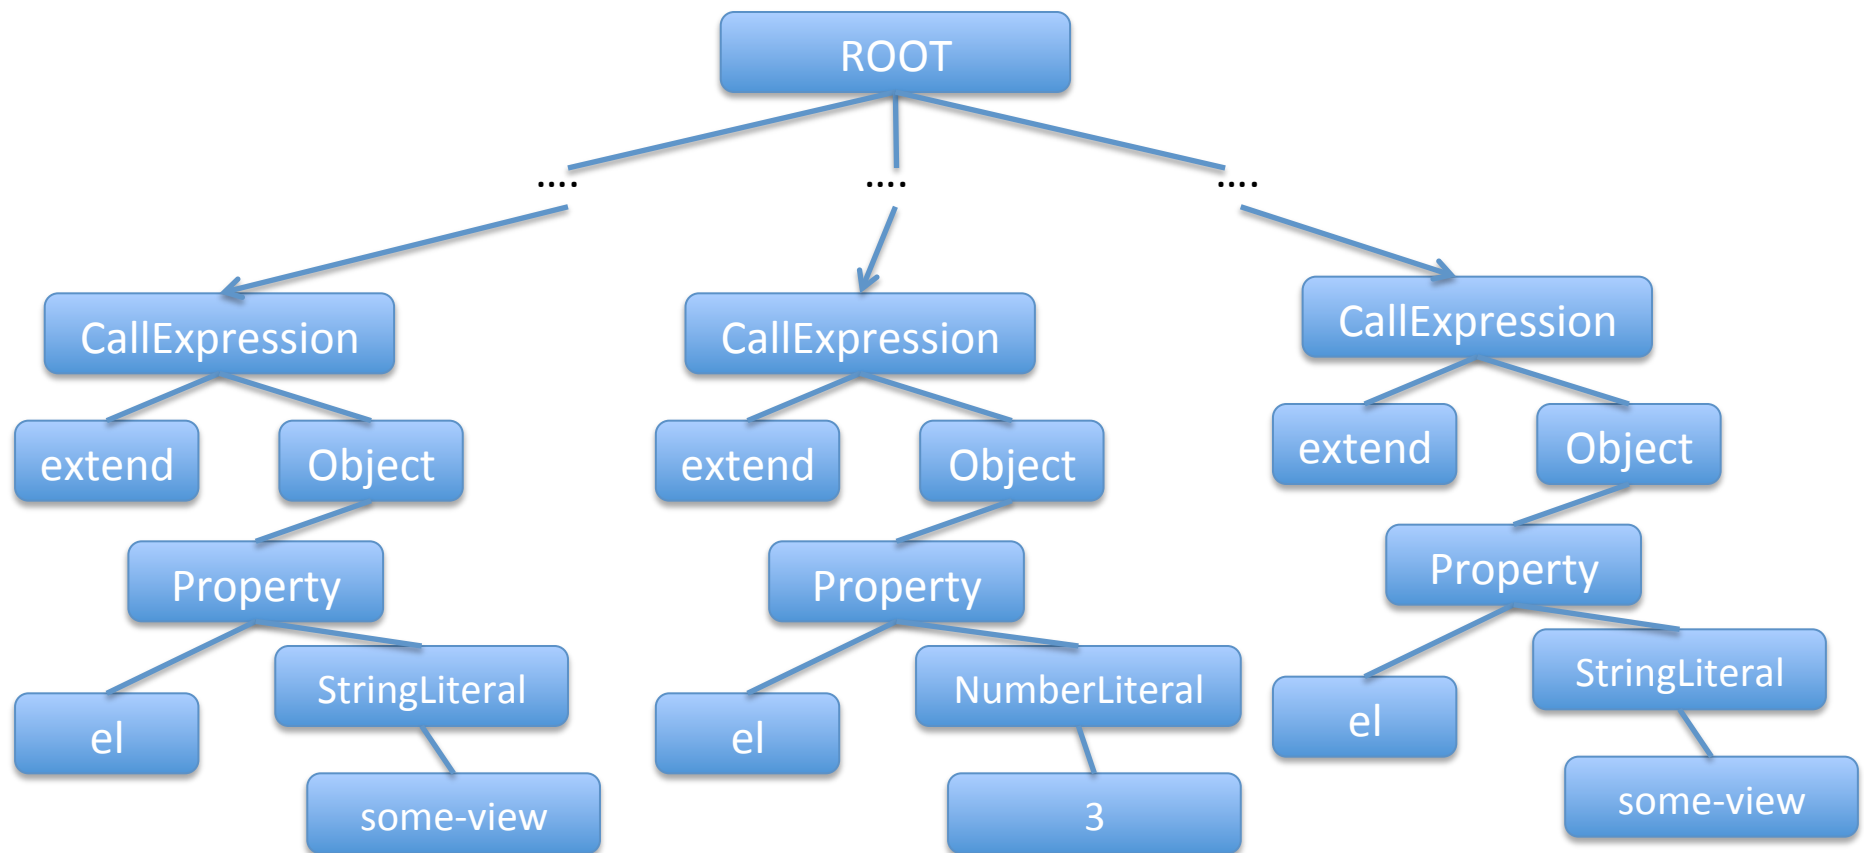 ROOT
....
....
....
CallExpression
CallExpression
CallExpression
extend
Object
extend
Object
extend
Object
Property
Property
Property
StringLiteral
NumberLiteral
StringLiteral
el
el
el
some-view
3
some-view